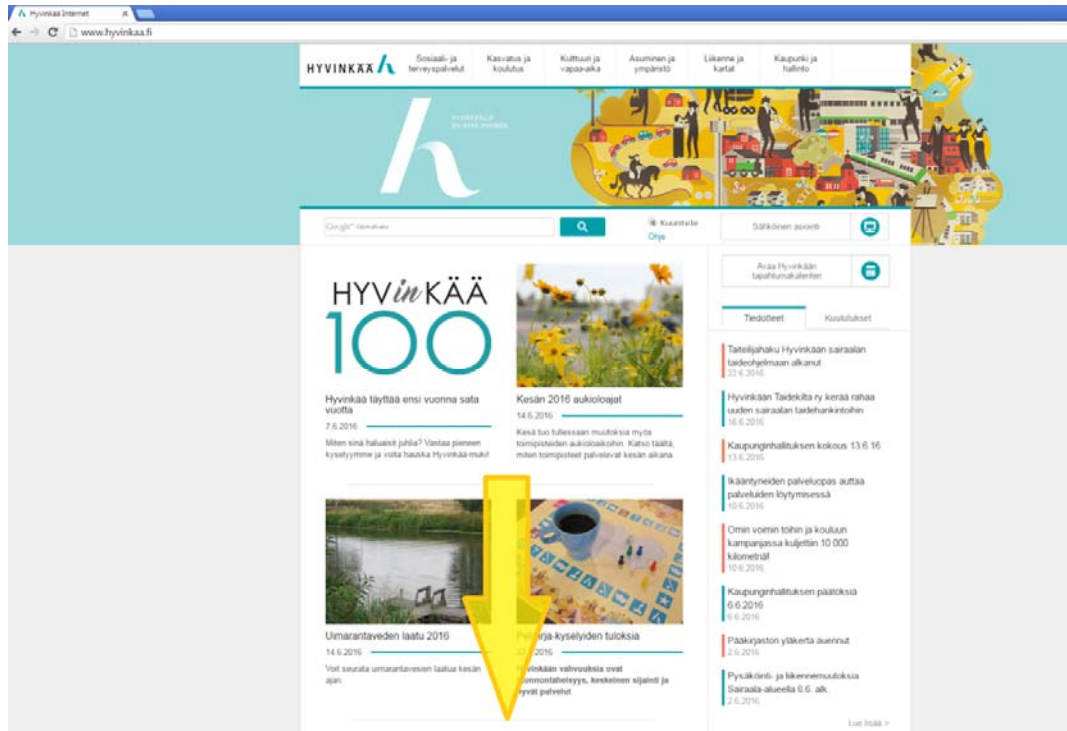 Hyvinkää Internet
www.hyvinkaa.fi
HYVINKÄÄ
Sosiaali- ja
terveyspalvelut
Kasvatus ja
koulutus
Kulttuuri ja
vapaa-aika
Asuminen ja
ympäristö
Liikenne ja
kartat
Kaupunki ja
hallinto
Kuuntele
Ohje
Sähköinen asiointi
Avaa Hyvinkään
tapahtumakalenteri
HYVinKÄÄ
100
Hyvinkää täyttää ensi vuonna sata
vuotta
7.6.2016
Miten sinä haluaisit juhlia? Vastaa pieneen
kyselyymme ja voita hauska Hyvinkää-muki!
Kesän 2016 aukioloajat
14.6.2016
Kesä tuo tullessaan muutoksia myös
toimipisteiden aukioloaikoihin. Katso täältä,
miten toimipisteet palvelevat kesän aikana.
Uimarantaveden laatu 2016
14.6.2016
Voit seurata uimarantavesien laatua kesän
ajan.
-kyselyiden tuloksia
2016
vahvuuksia ovat
keskeinen sijainti ja
palvelut
Tiedotteet
Kuulutukset
Taiteilijahaku Hyvinkään sairaalan
taideohjelmaan alkanut
22.6.2016
Hyvinkään Taidekilta ry kerää rahaa
uuden sairaalan taidehankintoihin
16.6.2016
Kaupunginhallituksen kokous 13.6.16
13.6.2016
Ikääntyneiden palveluopas auttaa
palveluiden löytymisessä
10.6.2016
Omin voimin töihin ja kouluun
kampanjassa kuljettiin 10 000
kilometriä!
10.6.2016
Kaupunginhallituksen päätöksiä
6.6.2016
6.6.2016
Pääkirjaston yläkerta auennut
2.6.2016
Pysäköinti- ja liikennemuutoksia
Sairaala-alueella 6.6. alk.
2.6.2016
Lue lisää >